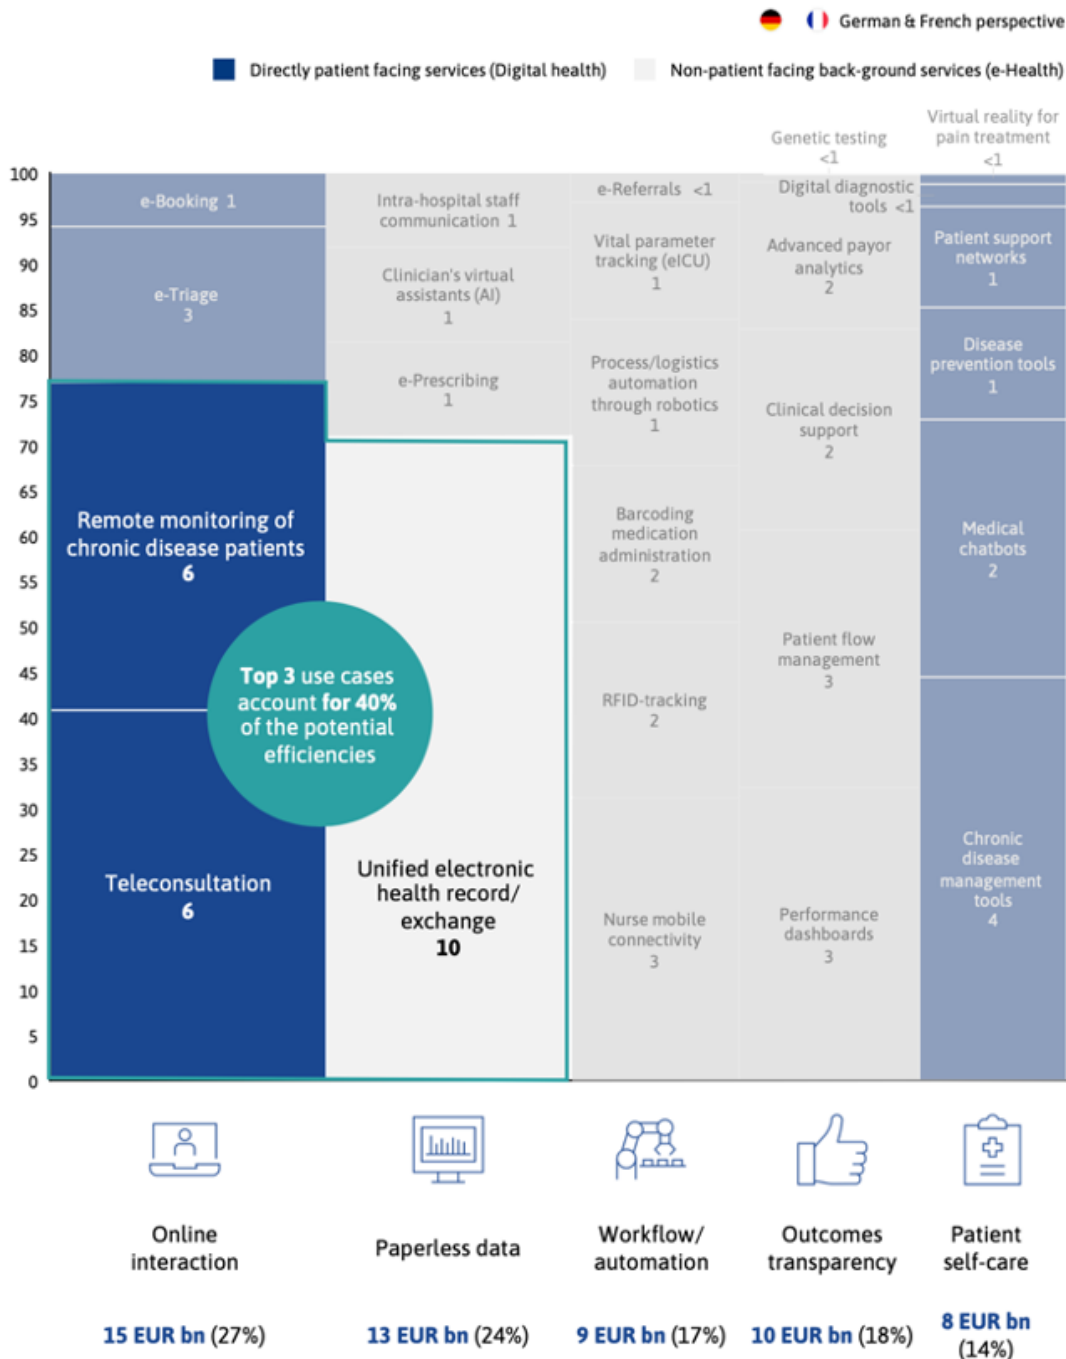 German & French perspective
Directly patient facing services (Digital health)
Non-patient facing back-ground services (e-Health)
100
95
90
85
80
75
70
65
60
55
50
45
40
35
30
25
20
15
10
5
0
e-Booking 1
e-Triage
3
Remote monitoring of
chronic disease patients
6
Teleconsultation
6
Top 3 use cases
account for 40%
of the potential
efficiencies
Intra-hospital staff
communication 1
Clinician's virtual
assistants (AI)
1
e-Prescribing
1
Unified electronic
health record/
exchange
10
e-Referrals <1
Vital parameter
tracking (eICU)
1
Process/logistics
automation
through robotics
1
Barcoding
medication
administration
2
RFID-tracking
2
Nurse mobile
connectivity
3
Genetic testing
<1
Digital diagnostic
tools <1
Advanced payor
analytics
2
Clinical decision
support
2
Patient flow
management
3
Performance
dashboards
3
Virtual reality for
pain treatment
<1
Patient support
networks
1
Disease
prevention tools
1
Medical
chatbots
2
Chronic
disease
management
tools
4
Online
interaction
15 EUR bn (27%)
Paperless data
13 EUR bn (24%)
Workflow/
automation
9 EUR bn (17%)
Outcomes
transparency
10 EUR bn (18%)
Patient
self-care
8 EUR bn
(14%)